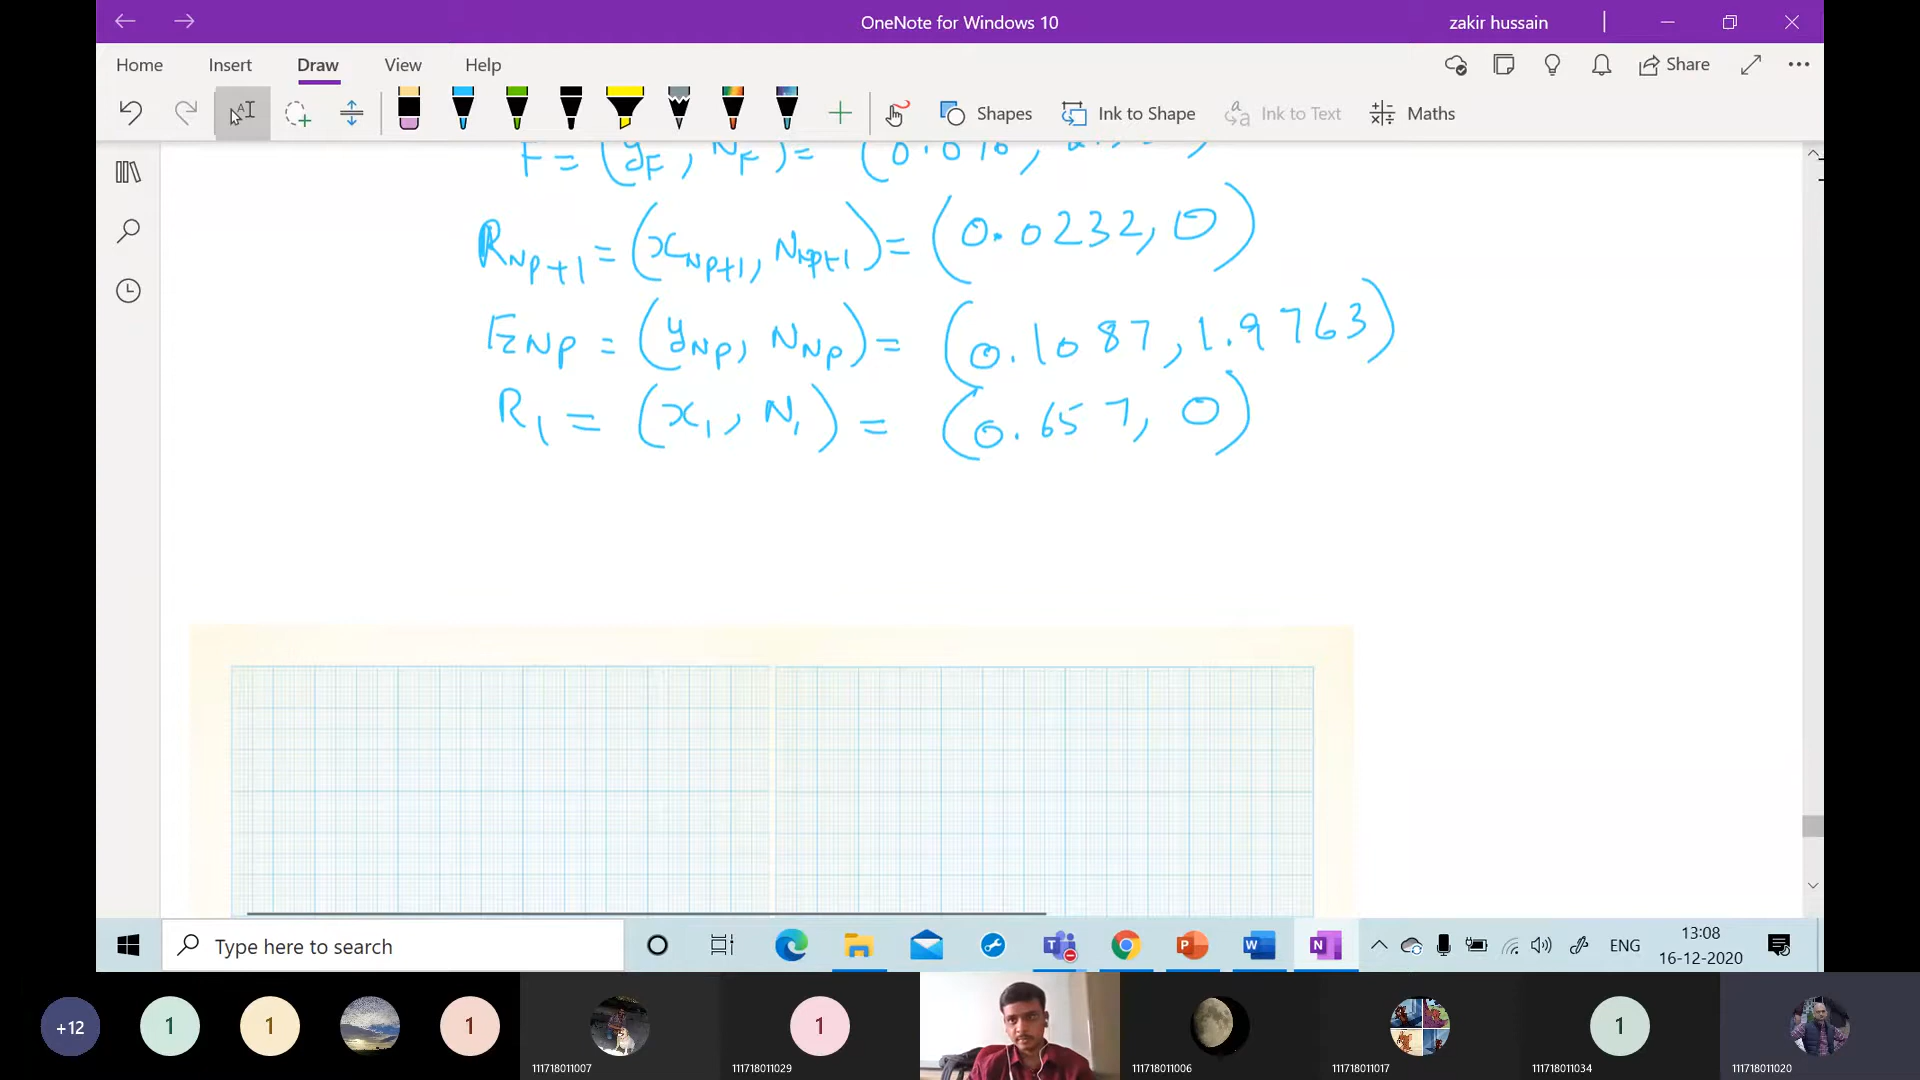 OneNote for Windows 10
zakir hussain
Home Insert Draw View Help
Share
Shapes Ink to Shape Ink to Text Maths
F = (y_F, N_F) =
R_Np+1 = (x_Np+1, N_Np+1) = (0.0232, 0)
E_Np = (y_Np, N_Np) = (0.1087, 1.9763)
R_1 = (x_1, N_1) = (0.657, 0)
Type here to search
ENG
13:08
16-12-2020
+12 1 1 1 1 1
111718011007 111718011029 111718011006 111718011017 111718011034 111718011020